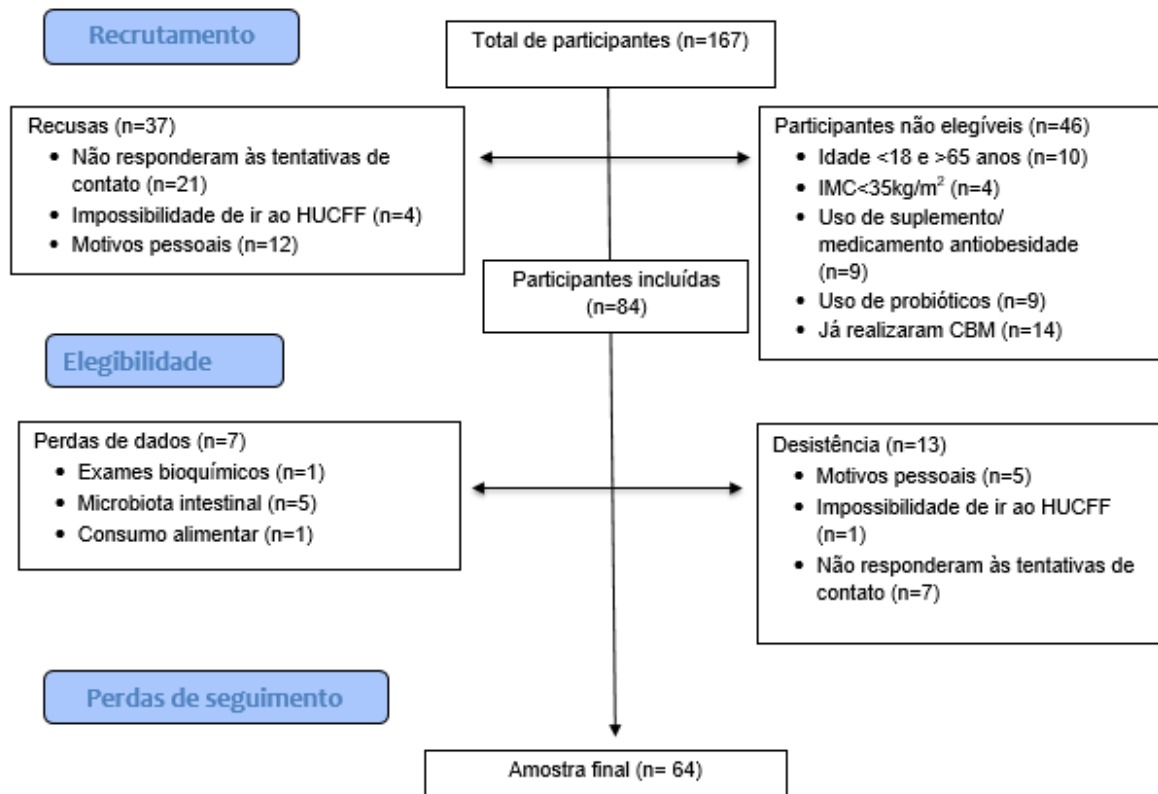 Recrutamento
Total de participantes (n=167)
Recusas (n=37)
• Não responderam às tentativas de
contato (n=21)
• Impossibilidade de ir ao HUCFF (n=4)
• Motivos pessoais (n=12)
Participantes não elegíveis (n=46)
• Idade <18 e >65 anos (n=10)
• IMC<35kg/m² (n=4)
• Uso de suplemento/
medicamento antiobesidade
(n=9)
• Uso de probióticos (n=9)
• Já realizaram CBM (n=14)
Participantes incluídas
(n=84)
Elegibilidade
Perdas de dados (n=7)
• Exames bioquímicos (n=1)
• Microbiota intestinal (n=5)
• Consumo alimentar (n=1)
Desistência (n=13)
• Motivos pessoais (n=5)
• Impossibilidade de ir ao HUCFF
(n=1)
• Não responderam às tentativas de
contato (n=7)
Perdas de seguimento
Amostra final (n= 64)